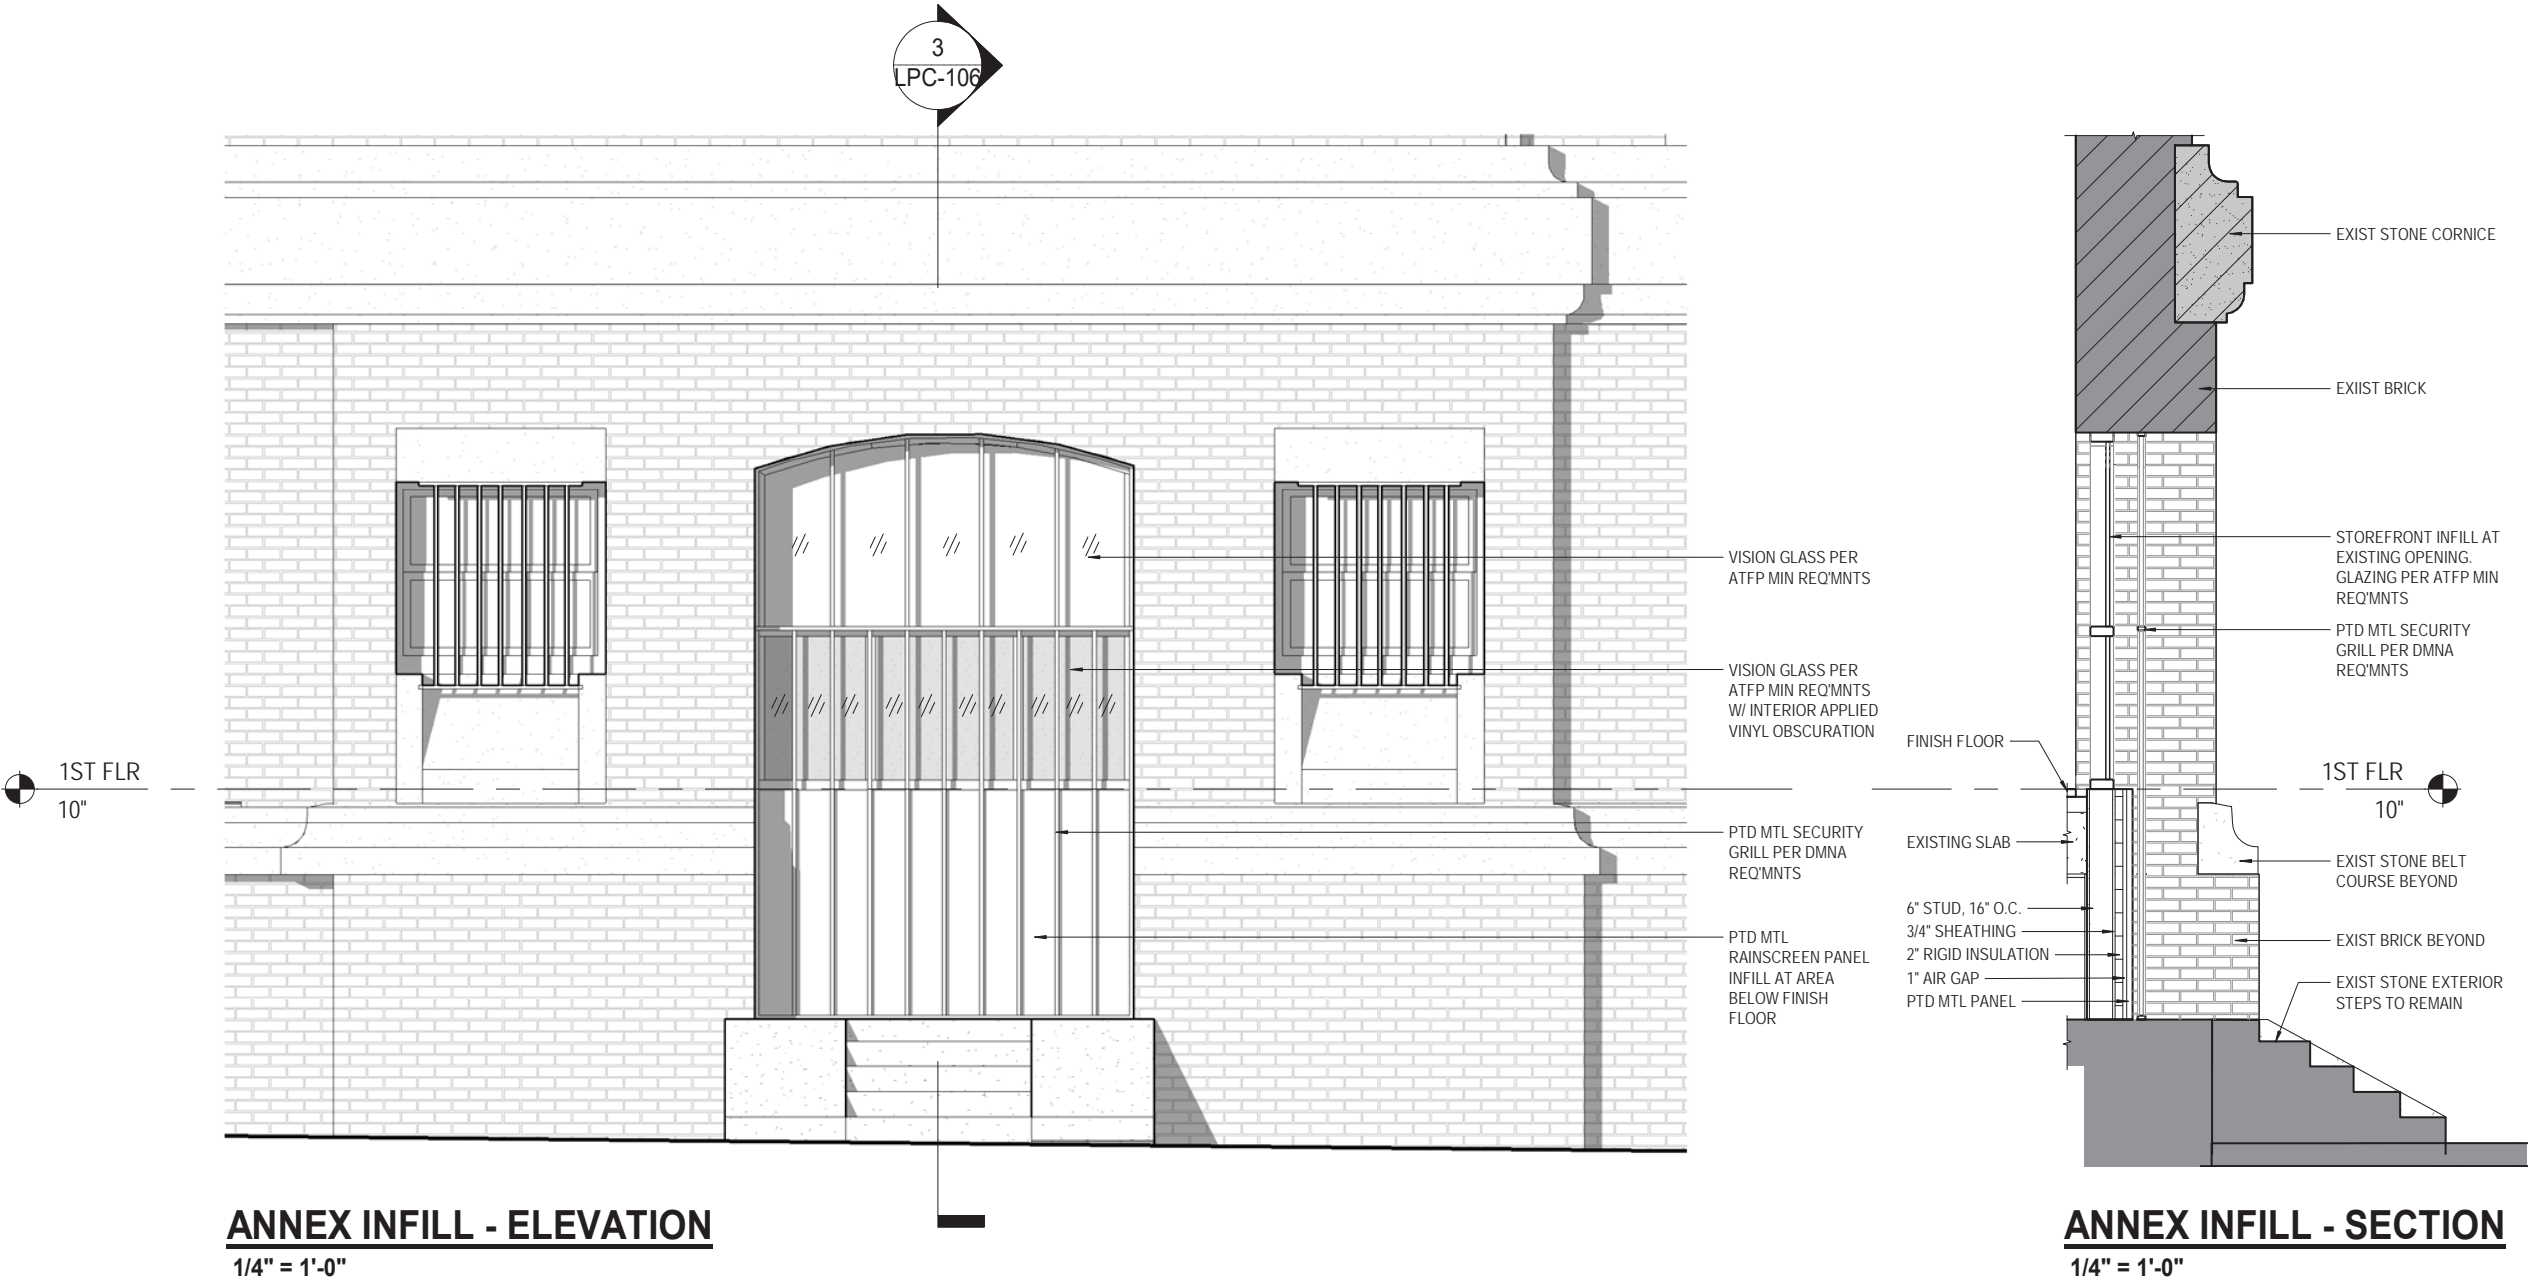 3
LPC-106
EXIST STONE CORNICE
EXIIST BRICK
STOREFRONT INFILL AT
EXISTING OPENING.
GLAZING PER ATFP MIN
REQ'MNTS
PTD MTL SECURITY
GRILL PER DMNA
REQ'MNTS
VISION GLASS PER
ATFP MIN REQ'MNTS
VISION GLASS PER
ATFP MIN REQ'MNTS
W/ INTERIOR APPLIED
VINYL OBSCURATION
FINISH FLOOR
1ST FLR
10"
1ST FLR
10"
PTD MTL SECURITY
GRILL PER DMNA
REQ'MNTS
EXISTING SLAB
EXIST STONE BELT
COURSE BEYOND
6" STUD, 16" O.C.
3/4" SHEATHING
2" RIGID INSULATION
1" AIR GAP
PTD MTL PANEL
PTD MTL
RAINSCREEN PANEL
INFILL AT AREA
BELOW FINISH
FLOOR
EXIST BRICK BEYOND
EXIST STONE EXTERIOR
STEPS TO REMAIN
ANNEX INFILL - ELEVATION
1/4" = 1'-0"
ANNEX INFILL - SECTION
1/4" = 1'-0"